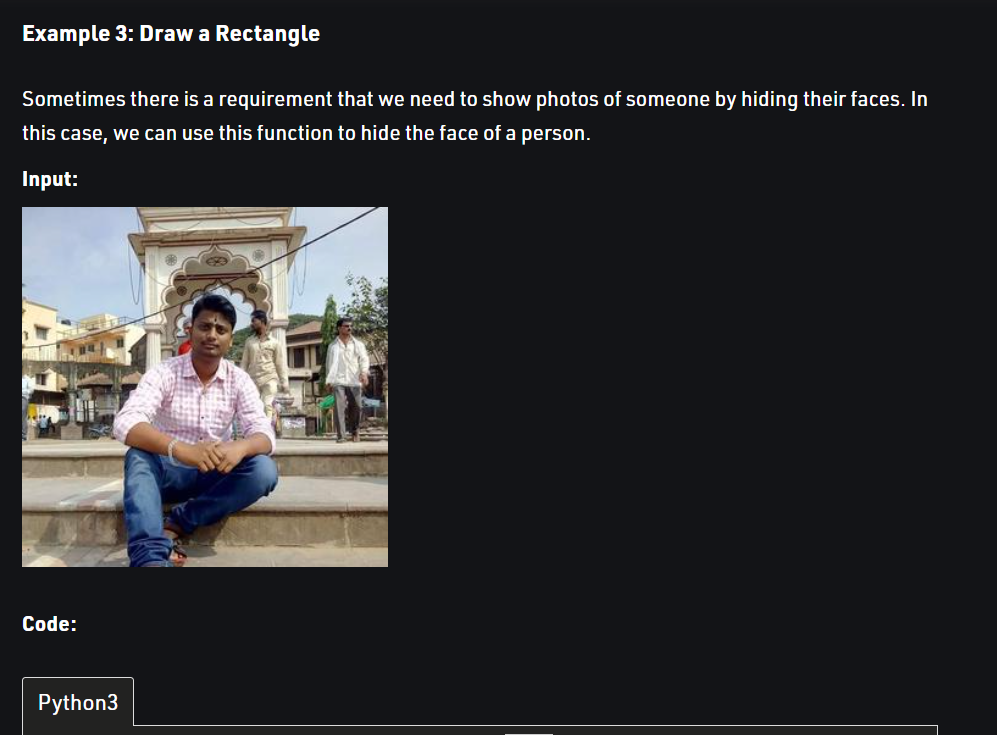 Example 3: Draw a Rectangle
Sometimes there is a requirement that we need to show photos of someone by hiding their faces. In
this case, we can use this function to hide the face of a person.
Input:
Code:
Python3